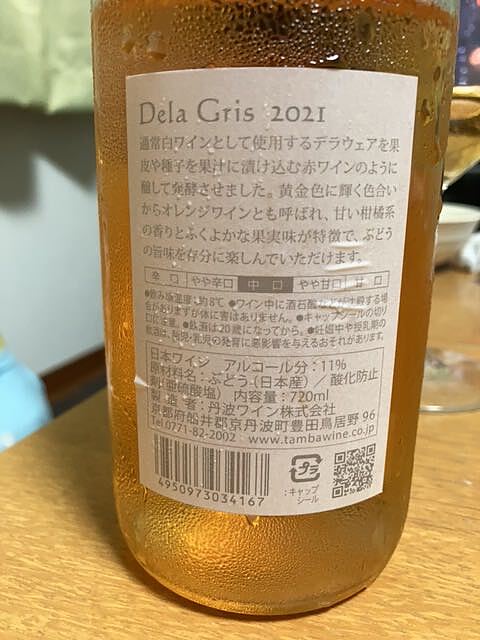 Dela Gris 2021
通常白ワインとして使用するデラウェアを果
皮や種子を果汁に漬け込む赤ワインのように
醸して発酵させました。黄金色に輝く色合い
からオレンジワインとも呼ばれ、甘い柑橘系
の香りとふくよかな果実味が特徴で、ぶどう
の旨味を存分に楽しんでいただけます。
辛口 やや辛口 中口 やや甘口 甘口
●飲み頃温度：約8℃ ●ワイン中に酒石酸などが沈殿する場
合がありますが体に害はありません。●キャップシールの切り
口に注意。●飲酒は20歳になってから。●妊娠中や授乳期の
飲酒は、胎児・乳児の発育に悪影響を与えるおそれがあります。
日本ワイン アルコール分：11%
原材料名：ぶどう（日本産）／酸化防止
剤（亜硫酸塩） 内容量：720ml
製造者：丹波ワイン株式会社
京都府船井郡京丹波町豊田鳥居野 96
Tel 0771-82-2002 www.tambawine.co.jp
4950973034167
プラ
：キャップ
シール